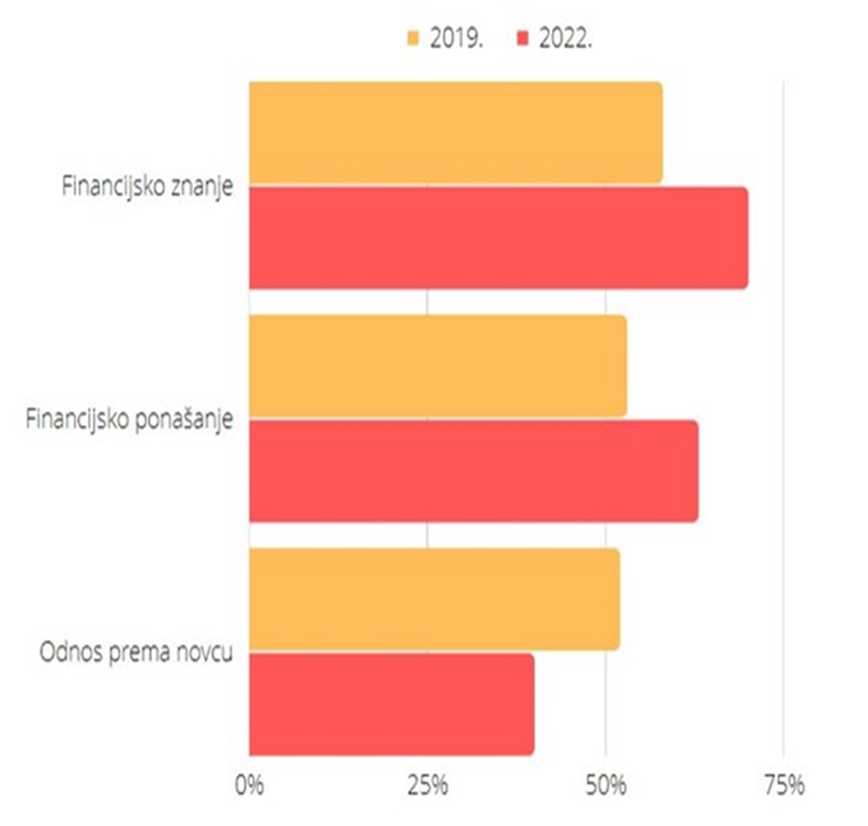 2019. 2022.
Financijsko znanje
Financijsko ponašanje
Odnos prema novcu
0% 25% 50% 75%